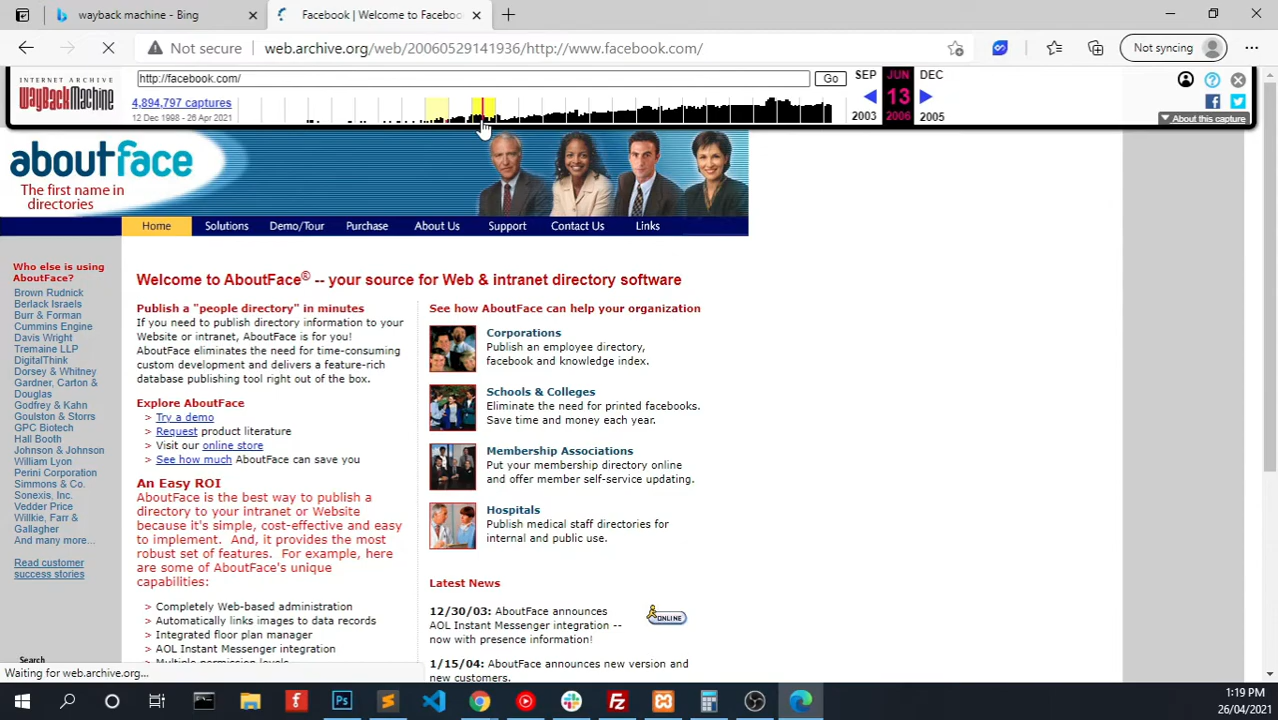 wayback machine - Bing
Facebook | Welcome to Faceboo
Not secure
web.archive.org/web/20060529141936/http://www.facebook.com/
Not syncing
INTERNET ARCHIVE
WayBackMachine
http://facebook.com/
Go
SEP JUN DEC
4,894,797 captures
13
12 Dec 1998 - 26 Apr 2021
2003 2006 2005
About this capture
aboutface
The first name in
directories
Home Solutions Demo/Tour Purchase About Us Support Contact Us Links
Who else is using
AboutFace?
Brown Rudnick
Berlack Israels
Burr & Forman
Cummins Engine
Davis Wright
Tremaine LLP
DigitalThink
Dorsey & Whitney
Gardner, Carton &
Douglas
Godfrey & Kahn
Goulston & Storrs
GPC Biotech
Hall Booth
Johnson & Johnson
William Lyon
Perini Corporation
Simmons & Co.
Sonexis, Inc.
Vedder Price
Willkie, Farr &
Gallagher
And many more...
Read customer
success stories
Search
Welcome to AboutFace® -- your source for Web & intranet directory software
Publish a "people directory" in minutes
If you need to publish directory information to your
Website or intranet, AboutFace is for you!
AboutFace eliminates the need for time-consuming
custom development and delivers a feature-rich
database publishing tool right out of the box.
Explore AboutFace
> Try a demo
> Request product literature
> Visit our online store
> See how much AboutFace can save you
An Easy ROI
AboutFace is the best way to publish a
directory to your intranet or Website
because it's simple, cost-effective and easy
to implement. And, it provides the most
robust set of features. For example, here
are some of AboutFace's unique
capabilities:
> Completely Web-based administration
> Automatically links images to data records
> Integrated floor plan manager
> AOL Instant Messenger integration
> Multiple permission levels
See how AboutFace can help your organization
Corporations
Publish an employee directory,
facebook and knowledge index.
Schools & Colleges
Eliminate the need for printed facebooks.
Save time and money each year.
Membership Associations
Put your membership directory online
and offer member self-service updating.
Hospitals
Publish medical staff directories for
internal and public use.
Latest News
12/30/03: AboutFace announces
AOL Instant Messenger integration --
now with presence information!
ONLINE
1/15/04: AboutFace announces new version and
new customers.
Waiting for web.archive.org...
1:19 PM
26/04/2021